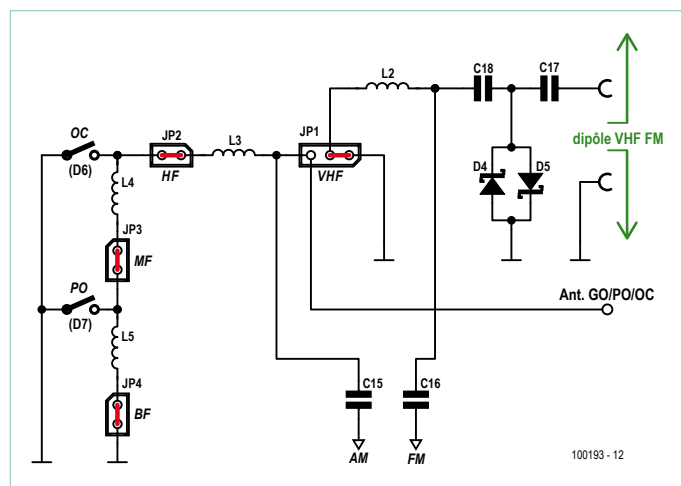 C18
C17
L2
JP2
L3
JP1
OC
(D6)
HF
VHF
dipôle VHF FM
D4
D5
L4
JP3
MF
PO
(D7)
Ant. GO/PO/OC
L5
JP4
BF
C15
C16
AM
FM
100193 - 12